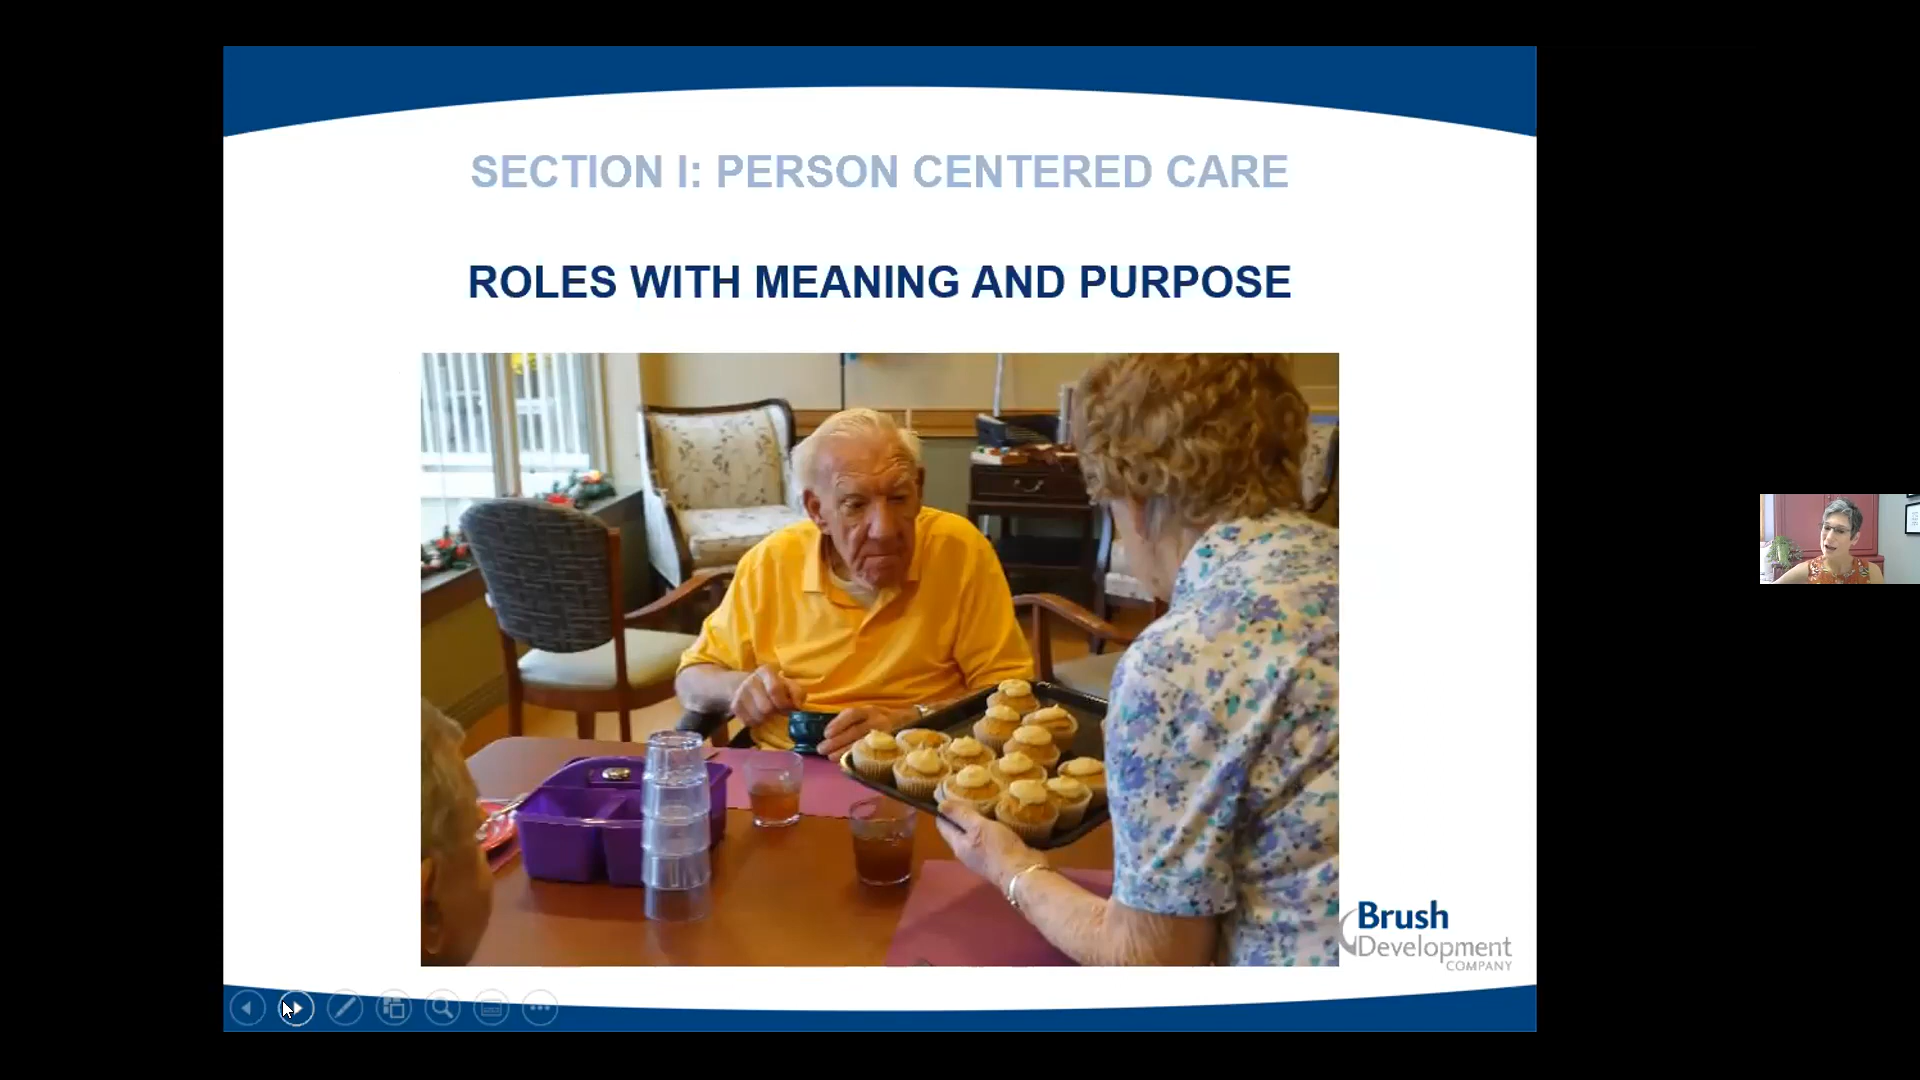 SECTION I: PERSON CENTERED CARE
ROLES WITH MEANING AND PURPOSE
Brush
Development
COMPANY